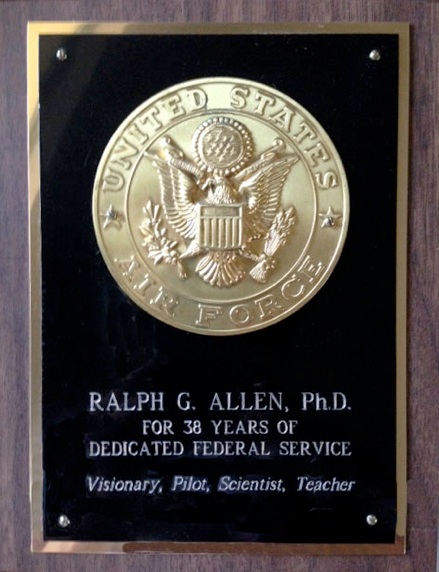 UNITED STATES
AIR FORCE
RALPH G. ALLEN, Ph.D.
FOR 38 YEARS OF
DEDICATED FEDERAL SERVICE
Visionary, Pilot, Scientist, Teacher